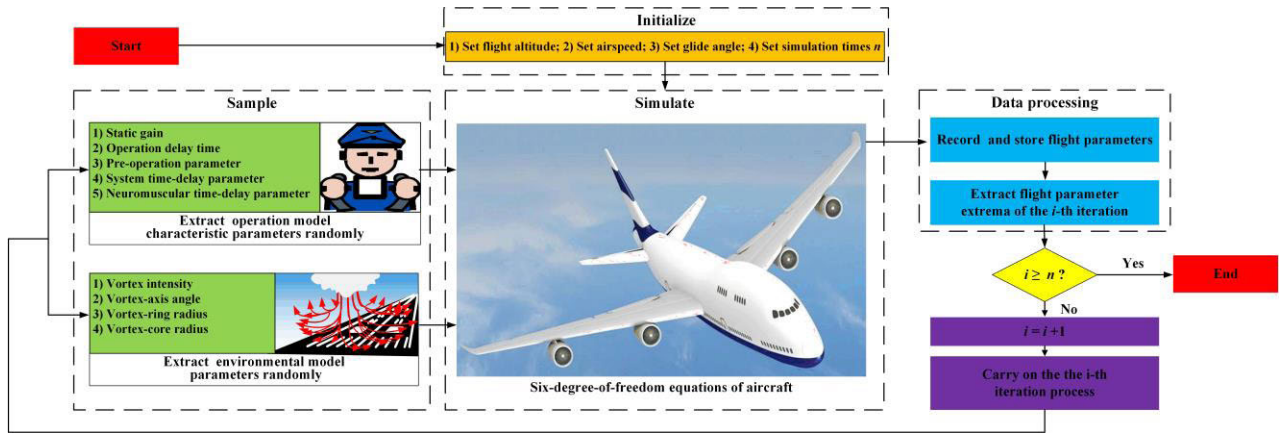 Start
Initialize
1) Set flight altitude; 2) Set airspeed; 3) Set glide angle; 4) Set simulation times n
Sample
1) Static gain
2) Operation delay time
3) Pre-operation parameter
4) System time-delay parameter
5) Neuromuscular time-delay parameter
Extract operation model
characteristic parameters randomly
1) Vortex intensity
2) Vortex-axis angle
3) Vortex-ring radius
4) Vortex-core radius
Extract environmental model
parameters randomly
Simulate
Six-degree-of-freedom equations of aircraft
Data processing
Record and store flight parameters
Extract flight parameter
extrema of the i-th iteration
i ≥ n ?
Yes
End
No
i = i +1
Carry on the the i-th
iteration process